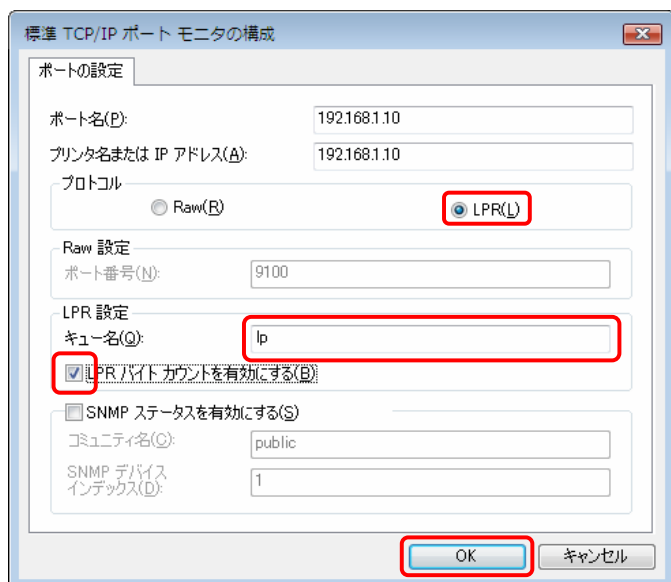 標準 TCP/IP ポート モニタの構成
ポートの設定
ポート名(P): 192.168.1.10
プリンタ名または IP アドレス(A): 192.168.1.10
プロトコル
Raw(R) LPR(L)
Raw 設定
ポート番号(N): 9100
LPR 設定
キュー名(Q): lp
LPR バイト カウントを有効にする(B)
SNMP ステータスを有効にする(S)
コミュニティ名(C): public
SNMP デバイス
インデックス(D): 1
OK キャンセル